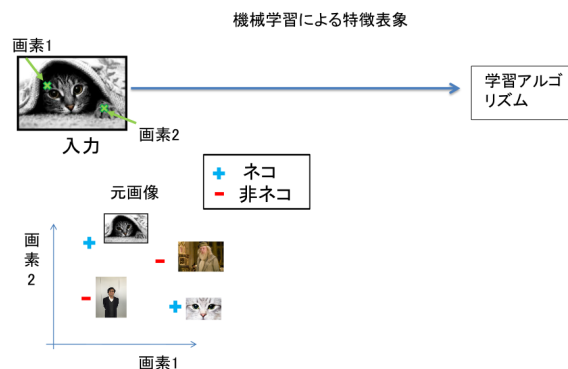 機械学習による特徴表象
画素1
学習アルゴ
リズム
画素2
入力
+ ネコ
- 非ネコ
元画像
画素2
画素1